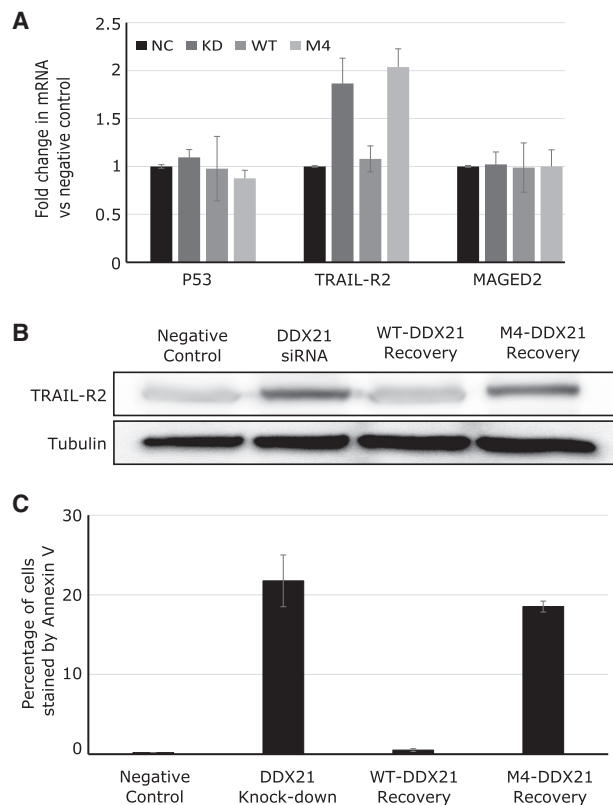 A
Fold change in mRNA
vs negative control
2.5
2
1.5
1
0.5
0
NC KD WT M4
P53 TRAIL-R2 MAGED2
B
Negative
Control
DDX21
siRNA
WT-DDX21
Recovery
M4-DDX21
Recovery
TRAIL-R2
Tubulin
C
Percentage of cells
stained by Annexin V
30
20
10
0
Negative
Control
DDX21
Knock-down
WT-DDX21
Recovery
M4-DDX21
Recovery